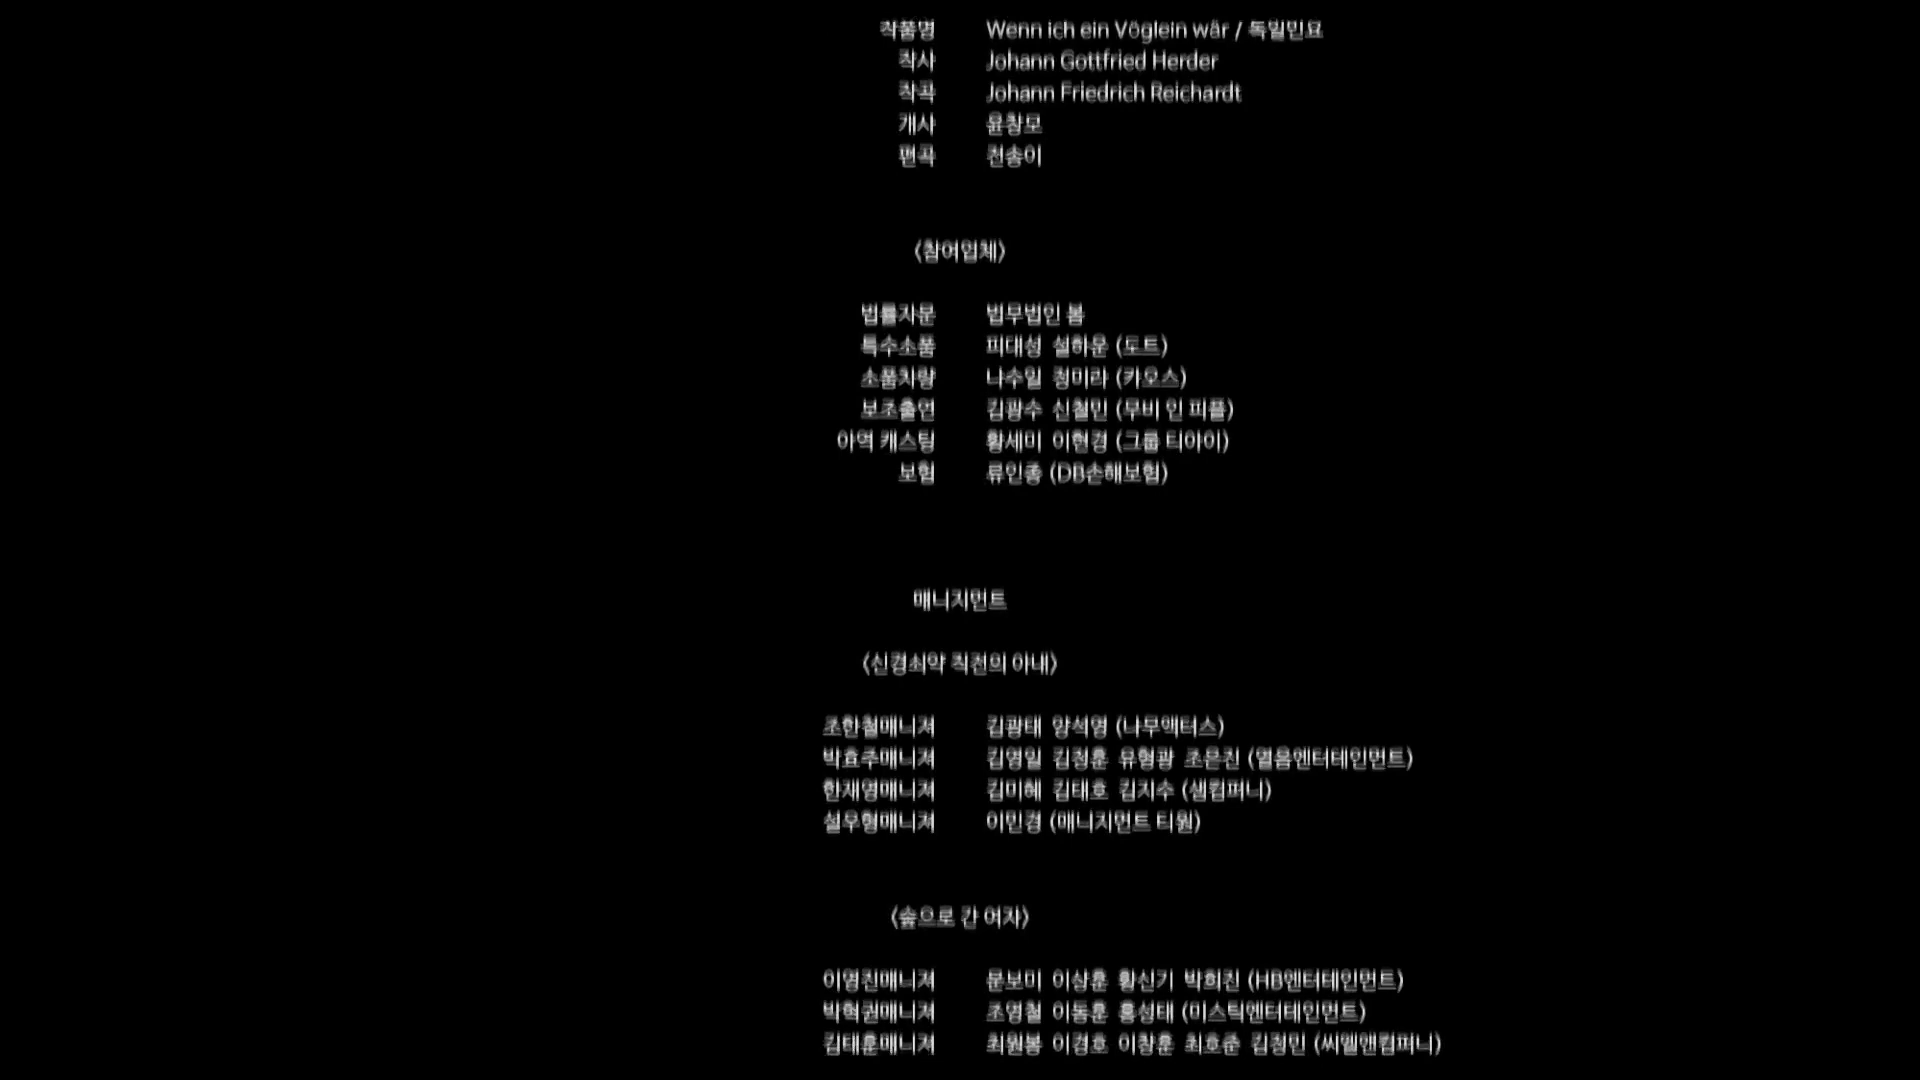 작품명 Wenn ich ein Vöglein wär / 독일민요
작사 Johann Gottfried Herder
작곡 Johann Friedrich Reichardt
개사 윤창모
편곡 천송이
〈참여업체〉
법률자문 법무법인 봄
특수소품 피대성 설하운 (도트)
소품차량 나수일 정미라 (카오스)
보조출연 김광수 신철민 (무비 인 피플)
아역 캐스팅 황세미 이현경 (그룹 티아이)
보험 류인종 (DB손해보험)
매니지먼트
〈신경쇠약 직전의 아내〉
조한철매니져 김광태 양석영 (나무액터스)
박효주매니져 김영일 김정훈 유형광 조은진 (열음엔터테인먼트)
한재영매니져 김미혜 김태호 김지수 (샘컴퍼니)
설우형매니져 이민경 (매니지먼트 티원)
〈숲으로 간 여자〉
이영진매니져 문보미 이상훈 황신기 박희진 (HB엔터테인먼트)
박혁권매니져 조영철 이동훈 홍성태 (미스틱엔터테인먼트)
김태훈매니져 최원봉 이경호 이창훈 최호준 김정민 (씨엘앤컴퍼니)